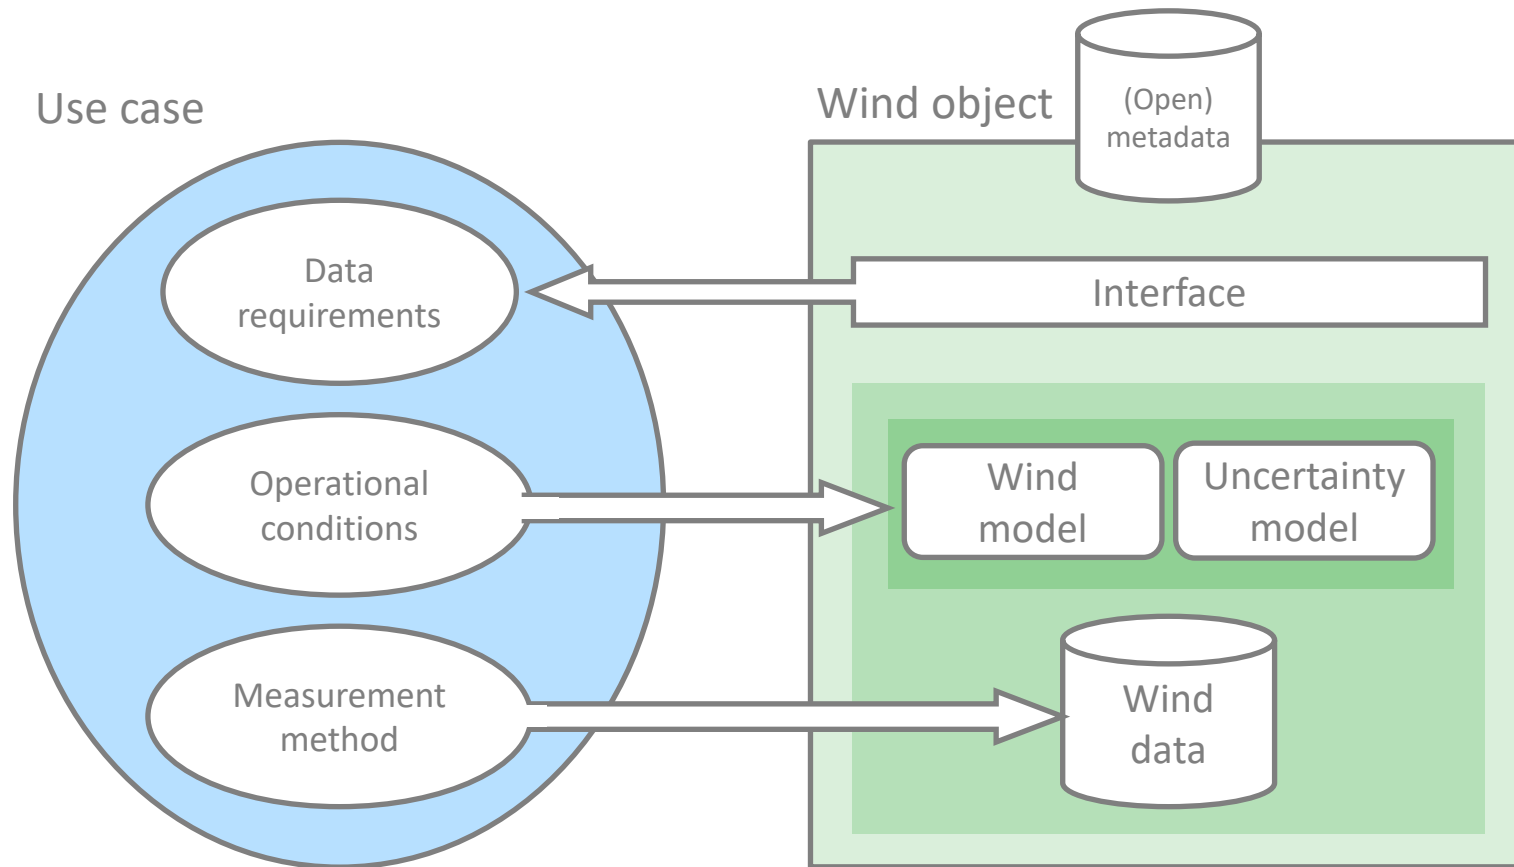 Use case
Data
requirements
Operational
conditions
Measurement
method
Wind object
(Open)
metadata
Interface
Wind
model
Uncertainty
model
Wind
data